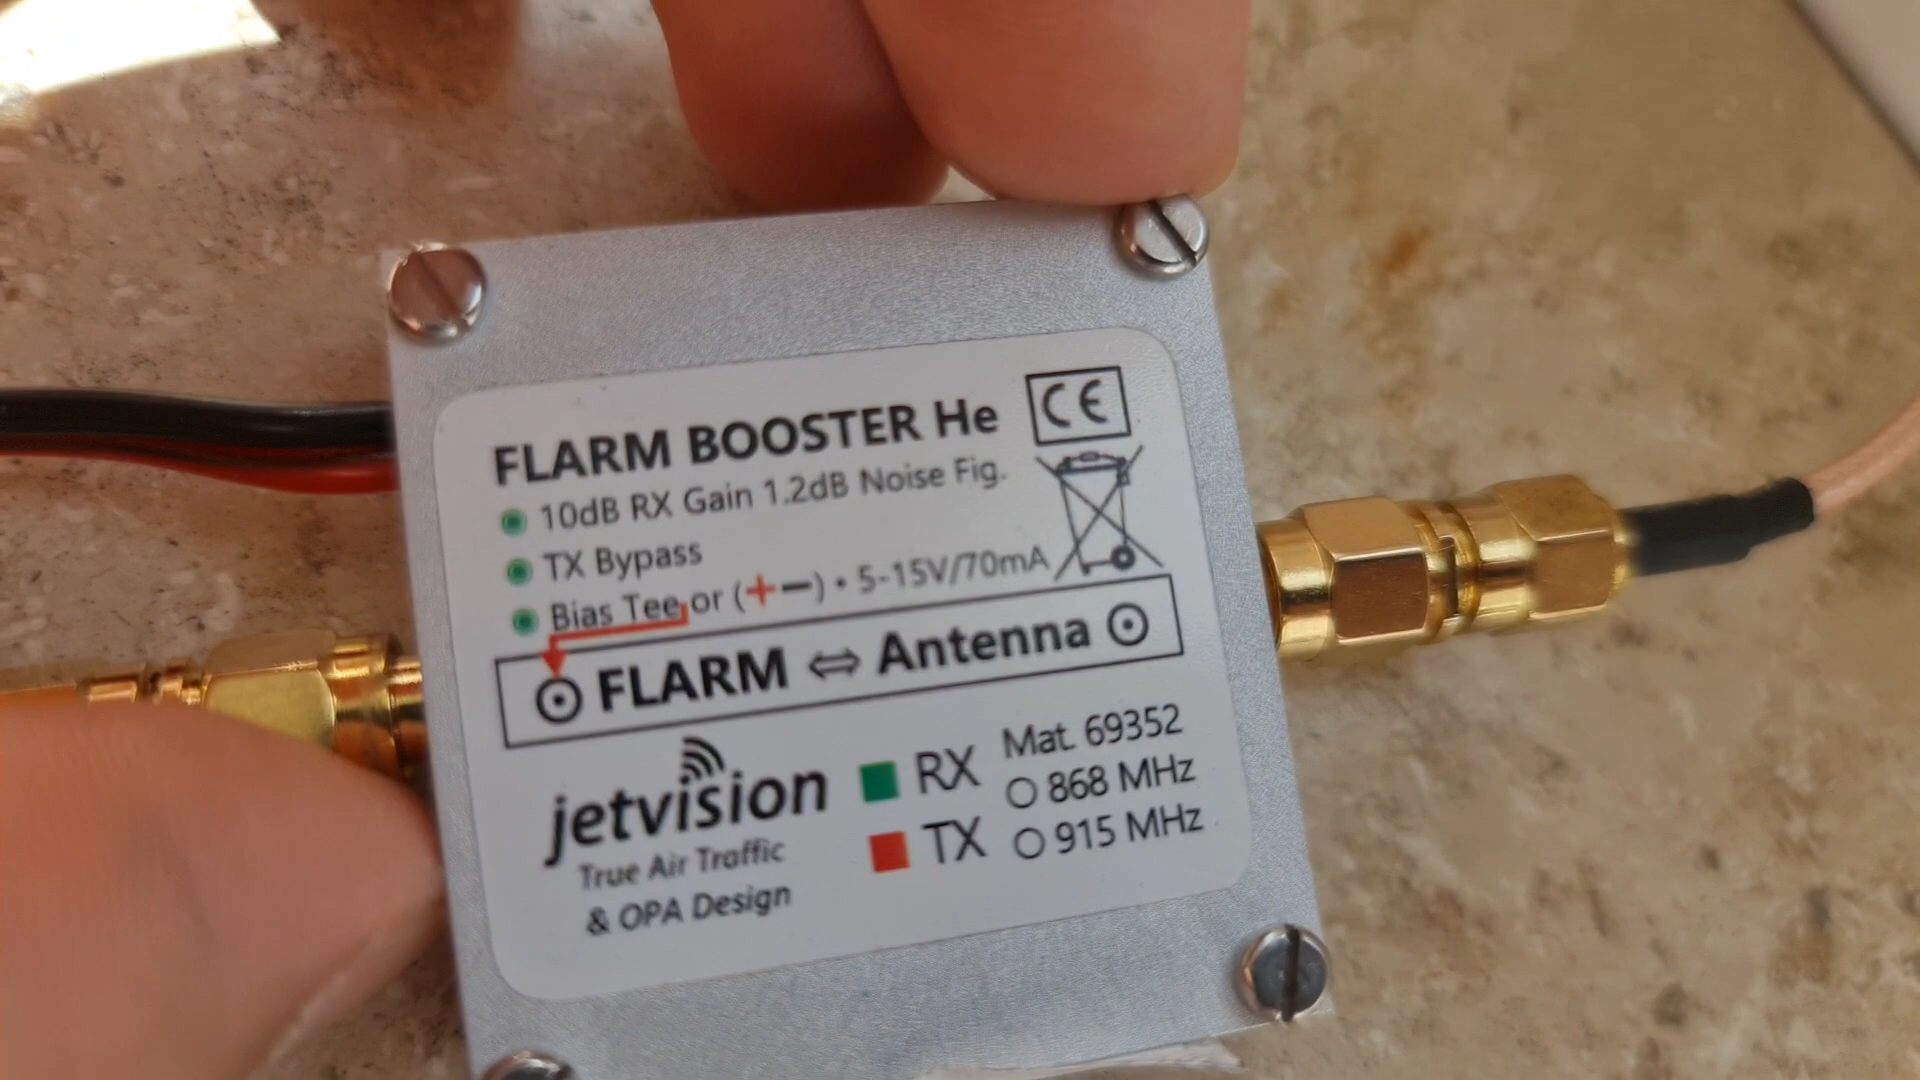 FLARM BOOSTER He
CE
10dB RX Gain 1.2dB Noise Fig.
TX Bypass
Bias Tee or (+−) • 5-15V/70mA
FLARM ⇔ Antenna
jetvision
True Air Traffic
& OPA Design
RX
TX
Mat. 69352
868 MHz
915 MHz